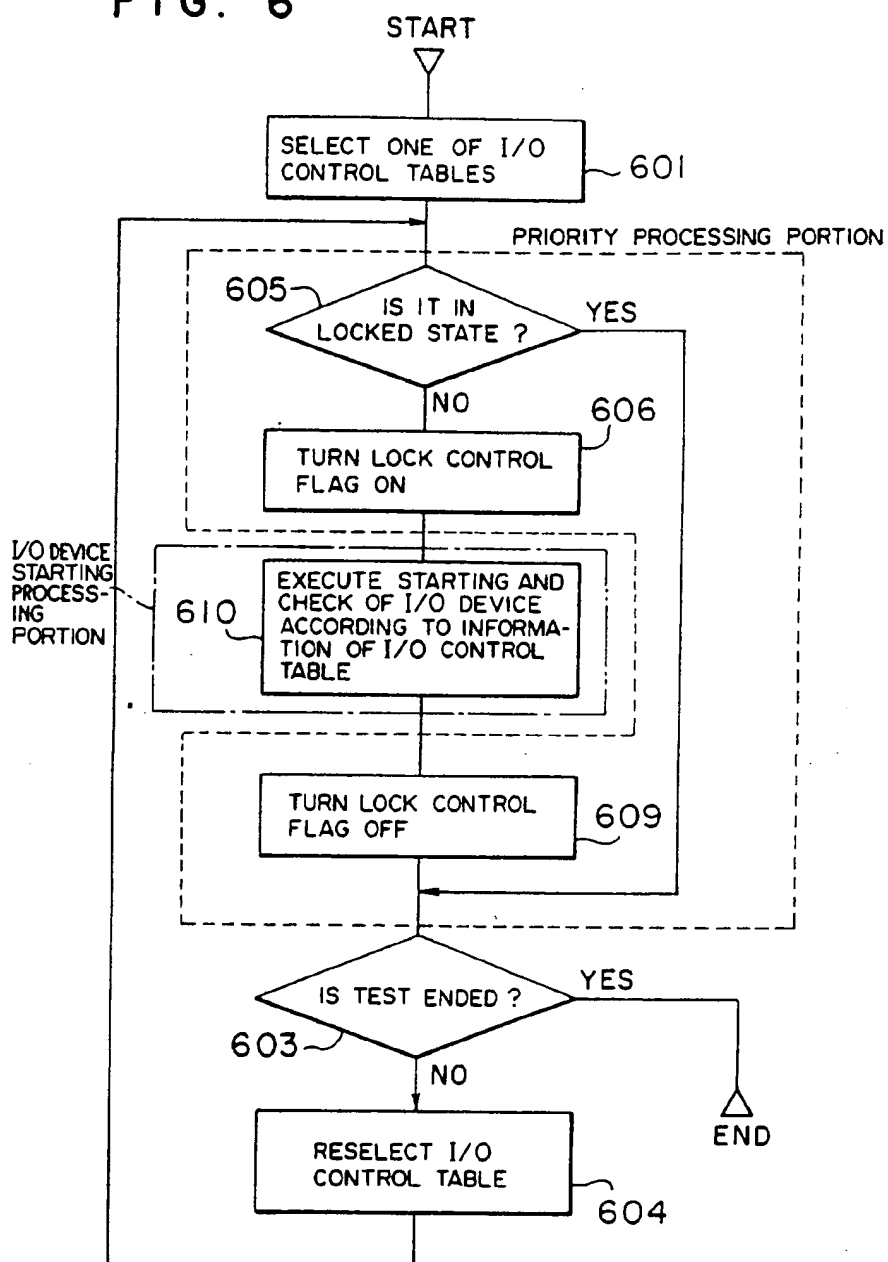 FIG. 6
START
SELECT ONE OF I/O
CONTROL TABLES
601
PRIORITY PROCESSING PORTION
605
IS IT IN
LOCKED STATE ?
YES
NO
606
TURN LOCK CONTROL
FLAG ON
I/O DEVICE
STARTING
PROCESS-
ING
PORTION
610
EXECUTE STARTING AND
CHECK OF I/O DEVICE
ACCORDING TO INFORMA-
TION OF I/O CONTROL
TABLE
TURN LOCK CONTROL
FLAG OFF
609
IS TEST ENDED ?
YES
603
NO
END
RESELECT I/O
CONTROL TABLE
604